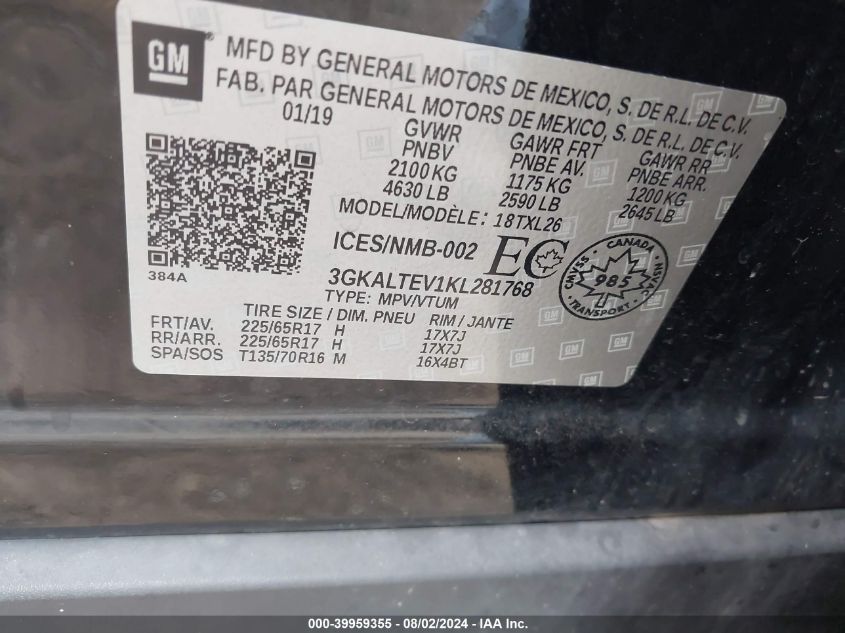 GM
MFD BY GENERAL MOTORS DE MEXICO, S. DE R.L. DE C.V.
FAB. PAR GENERAL MOTORS DE MEXICO, S. DE R.L. DE C.V.
01/19 GVWR GAWR FRT GAWR RR
PNBV PNBE AV. PNBE ARR.
2100 KG 1175 KG 1200 KG
4630 LB 2590 LB 2645 LB
MODEL/MODÈLE: 18TXL26
ICES/NMB-002 EC
CANADA
CMVSS 985 NSVAC
TRANSPORT
384A
3GKALTEV1KL281768
TYPE: MPV/VTUM
TIRE SIZE / DIM. PNEU RIM / JANTE
FRT/AV. 225/65R17 H 17X7J
RR/ARR. 225/65R17 H 17X7J
SPA/SOS T135/70R16 M 16X4BT
000-39959355 - 08/02/2024 - IAA Inc.